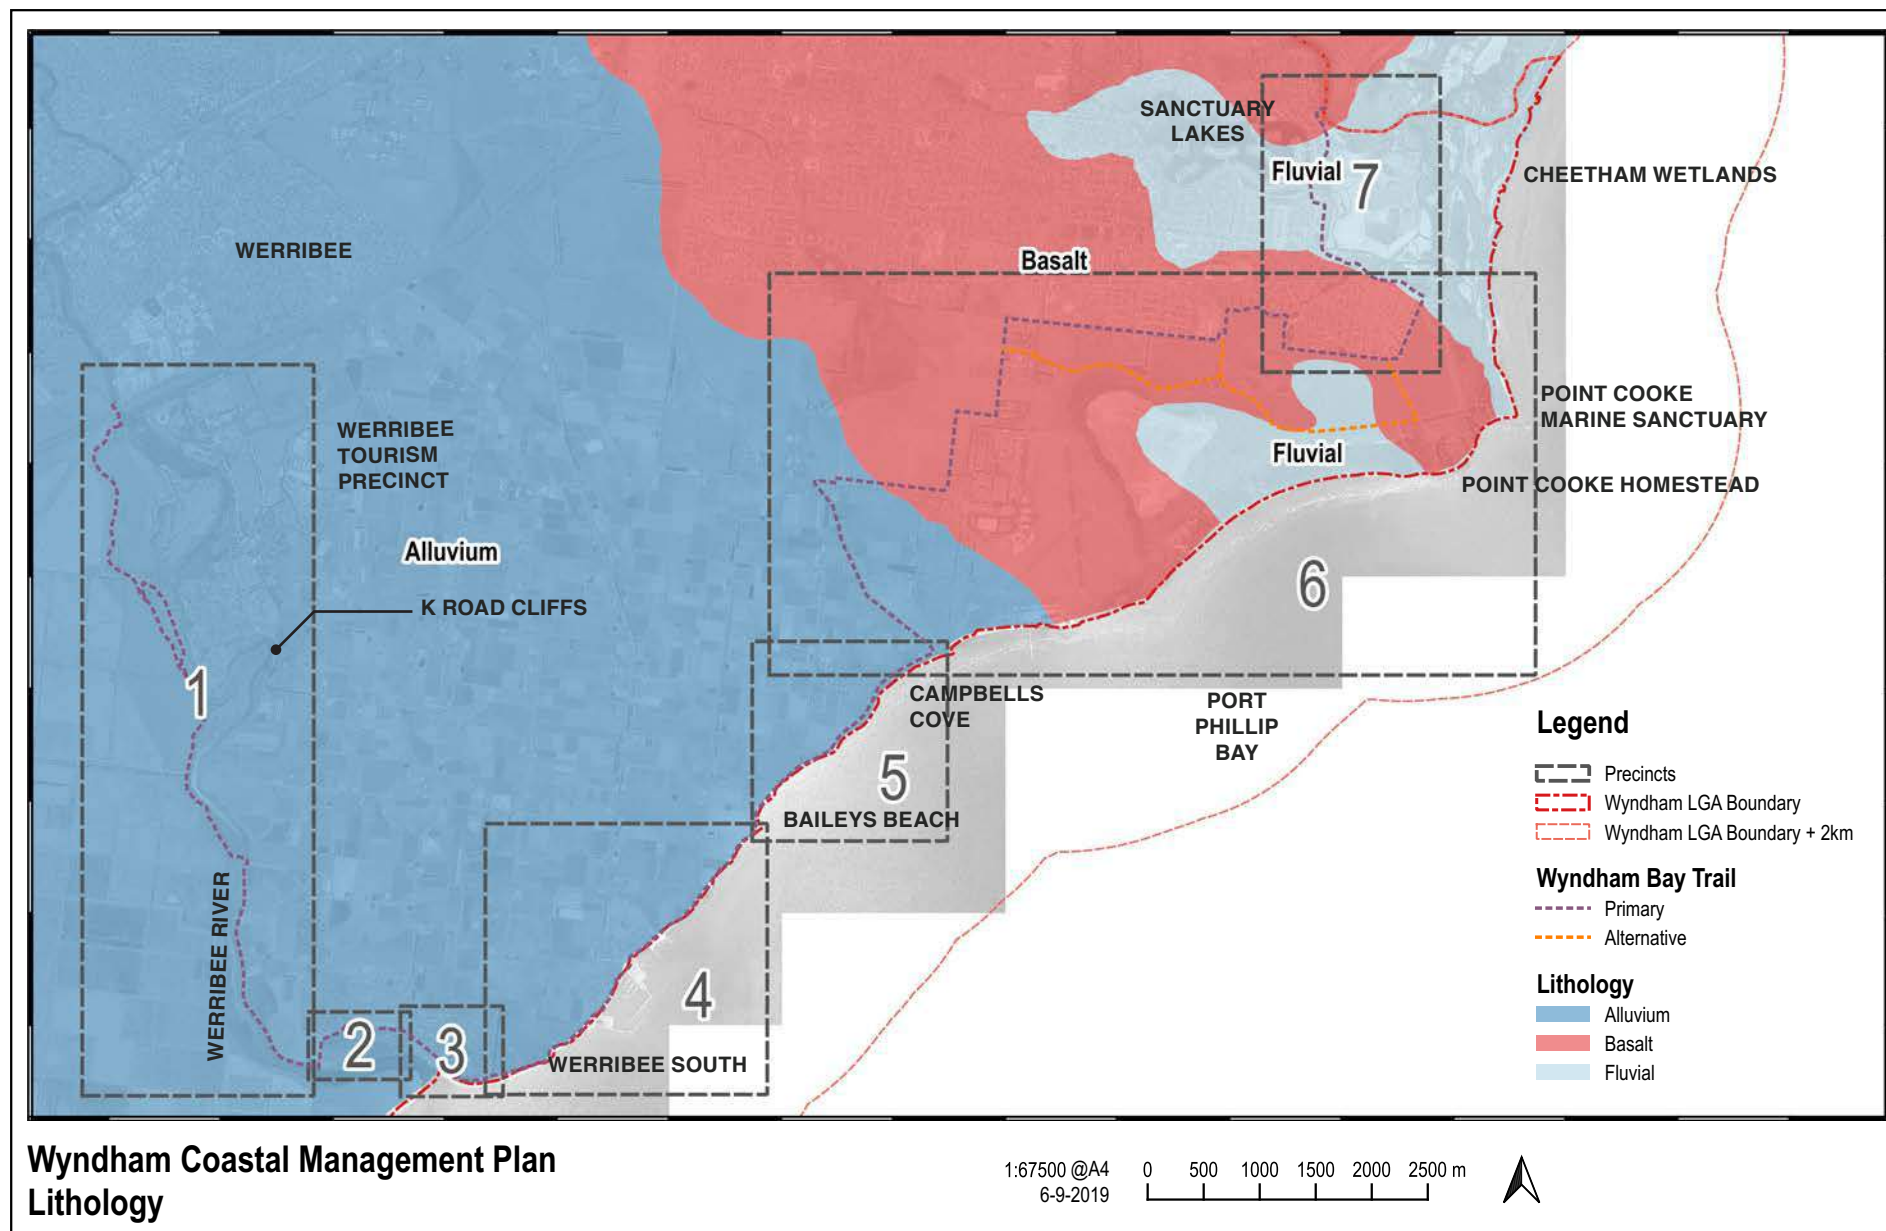 SANCTUARY
LAKES
Fluvial
7
CHEETHAM WETLANDS
WERRIBEE
Basalt
POINT COOKE
MARINE SANCTUARY
WERRIBEE
TOURISM
PRECINCT
Fluvial
POINT COOKE HOMESTEAD
Alluvium
6
K ROAD CLIFFS
1
CAMPBELLS
COVE
PORT
PHILLIP
BAY
5
BAILEYS BEACH
WERRIBEE RIVER
4
2
3
WERRIBEE SOUTH
Legend
Precincts
Wyndham LGA Boundary
Wyndham LGA Boundary + 2km
Wyndham Bay Trail
Primary
Alternative
Lithology
Alluvium
Basalt
Fluvial
Wyndham Coastal Management Plan
Lithology
1:67500 @A4
6-9-2019
0 500 1000 1500 2000 2500 m